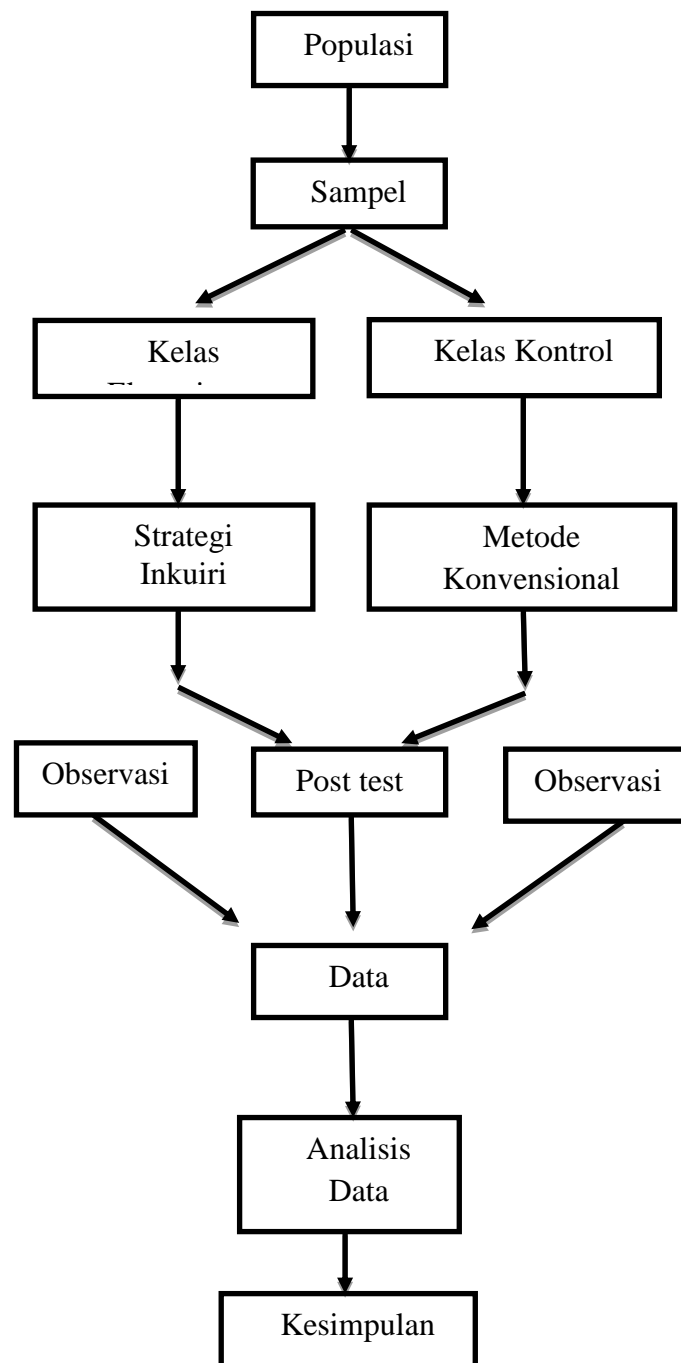 Populasi
Sampel
Kelas
Kelas Kontrol
Strategi
Inkuiri
Metode
Konvensional
Observasi
Post test
Observasi
Data
Analisis
Data
Kesimpulan